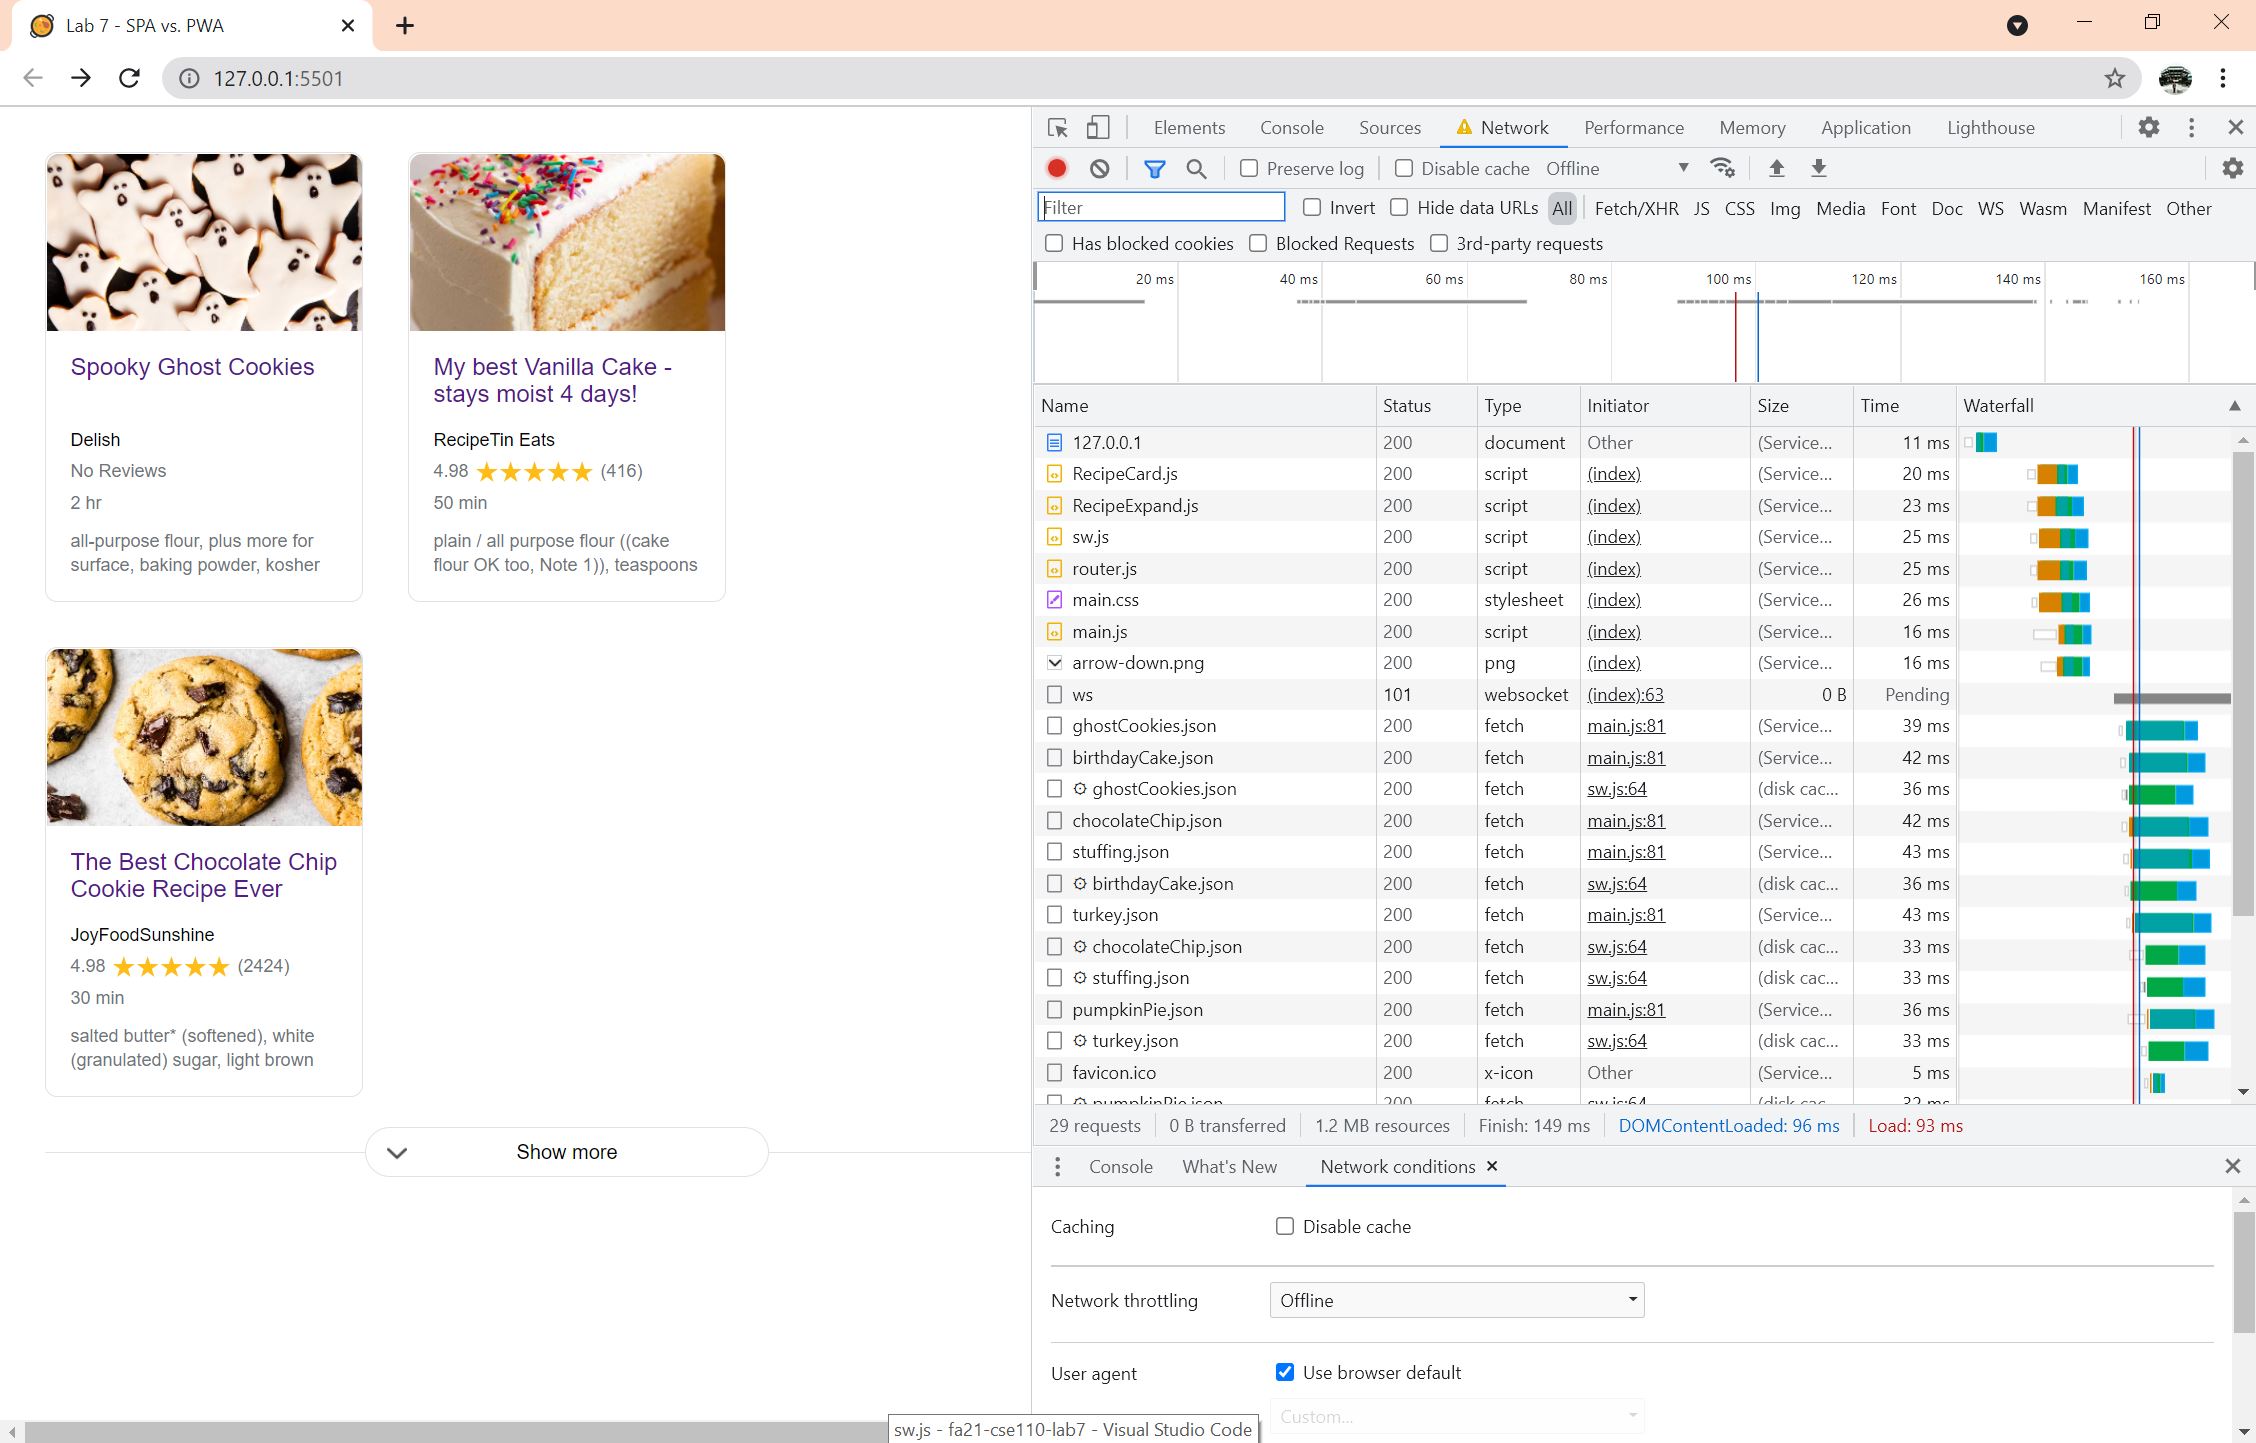 Lab 7 - SPA vs. PWA
127.0.0.1:5501
Spooky Ghost Cookies
Delish
No Reviews
2 hr
all-purpose flour, plus more for
surface, baking powder, kosher
My best Vanilla Cake -
stays moist 4 days!
RecipeTin Eats
4.98 ★★★★★ (416)
50 min
plain / all purpose flour ((cake
flour OK too, Note 1)), teaspoons
The Best Chocolate Chip
Cookie Recipe Ever
JoyFoodSunshine
4.98 ★★★★★ (2424)
30 min
salted butter* (softened), white
(granulated) sugar, light brown
Show more
Elements Console Sources Network Performance Memory Application Lighthouse
Preserve log Disable cache Offline
Filter Invert Hide data URLs All Fetch/XHR JS CSS Img Media Font Doc WS Wasm Manifest Other
Has blocked cookies Blocked Requests 3rd-party requests
20 ms 40 ms 60 ms 80 ms 100 ms 120 ms 140 ms 160 ms
Name Status Type Initiator Size Time Waterfall
127.0.0.1 200 document Other (Service... 11 ms
RecipeCard.js 200 script (index) (Service... 20 ms
RecipeExpand.js 200 script (index) (Service... 23 ms
sw.js 200 script (index) (Service... 25 ms
router.js 200 script (index) (Service... 25 ms
main.css 200 stylesheet (index) (Service... 26 ms
main.js 200 script (index) (Service... 16 ms
arrow-down.png 200 png (index) (Service... 16 ms
ws 101 websocket (index):63 0 B Pending
ghostCookies.json 200 fetch main.js:81 (Service... 39 ms
birthdayCake.json 200 fetch main.js:81 (Service... 42 ms
ghostCookies.json 200 fetch sw.js:64 (disk cac... 36 ms
chocolateChip.json 200 fetch main.js:81 (Service... 42 ms
stuffing.json 200 fetch main.js:81 (Service... 43 ms
birthdayCake.json 200 fetch sw.js:64 (disk cac... 36 ms
turkey.json 200 fetch main.js:81 (Service... 43 ms
chocolateChip.json 200 fetch sw.js:64 (disk cac... 33 ms
stuffing.json 200 fetch sw.js:64 (disk cac... 33 ms
pumpkinPie.json 200 fetch main.js:81 (Service... 36 ms
turkey.json 200 fetch sw.js:64 (disk cac... 33 ms
favicon.ico 200 x-icon Other (Service... 5 ms
pumpkinPie.json 200 fetch sw.js:64 (disk cac... 32 ms
29 requests 0 B transferred 1.2 MB resources Finish: 149 ms DOMContentLoaded: 96 ms Load: 93 ms
Console What's New Network conditions
Caching Disable cache
Network throttling Offline
User agent Use browser default
Custom...
sw.js - fa21-cse110-lab7 - Visual Studio Code